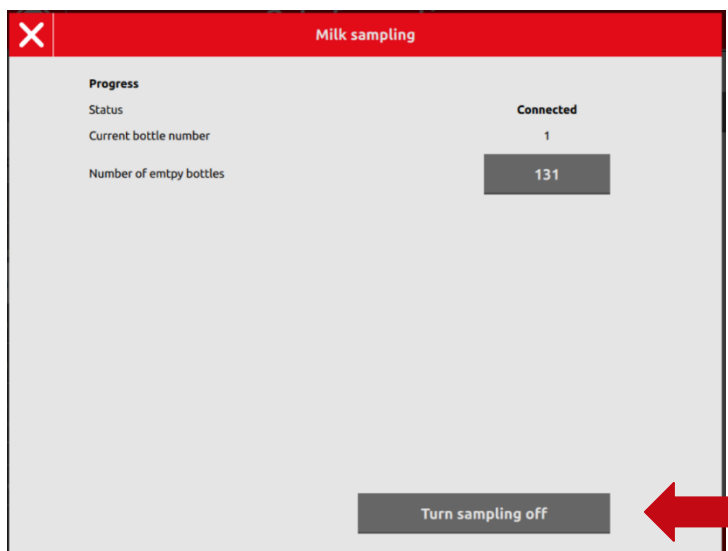 Milk sampling
Progress
Status Connected
Current bottle number 1
Number of emtpy bottles 131
Turn sampling off